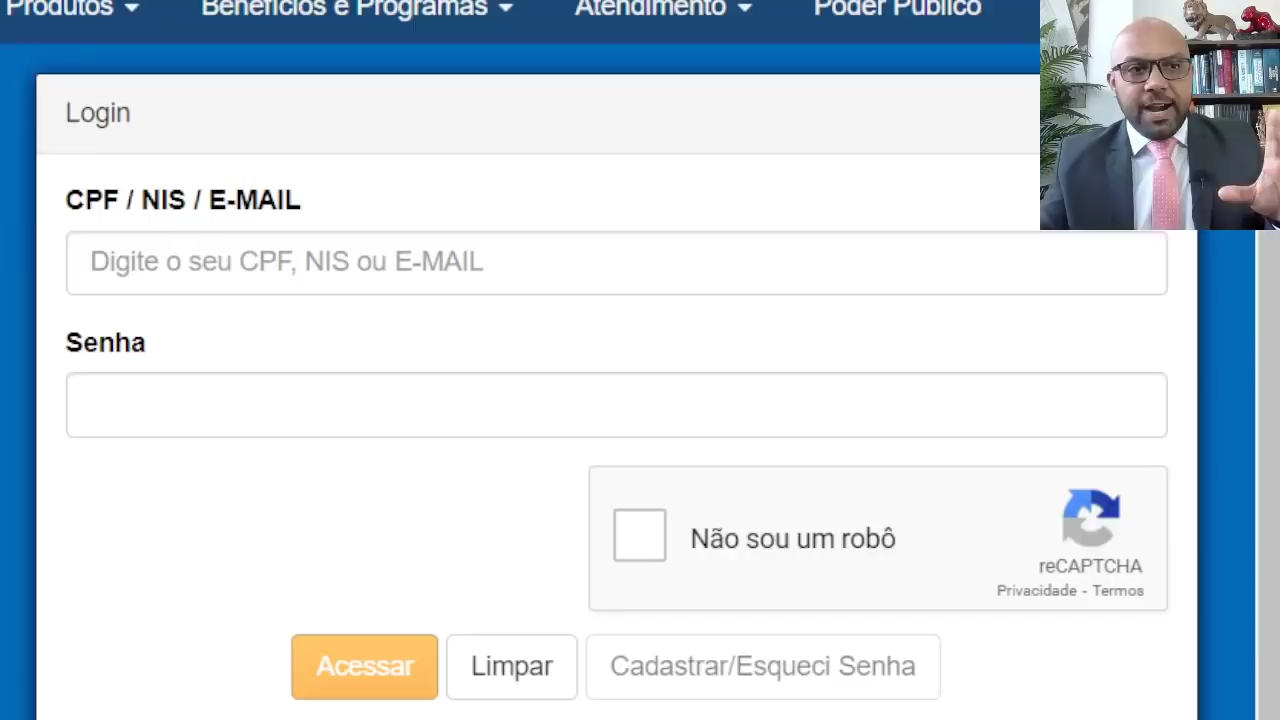 Produtos
Benefícios e Programas
Atendimento
Poder Público
Login
CPF / NIS / E-MAIL
Digite o seu CPF, NIS ou E-MAIL
Senha
Não sou um robô
reCAPTCHA
Privacidade - Termos
Acessar
Limpar
Cadastrar/Esqueci Senha